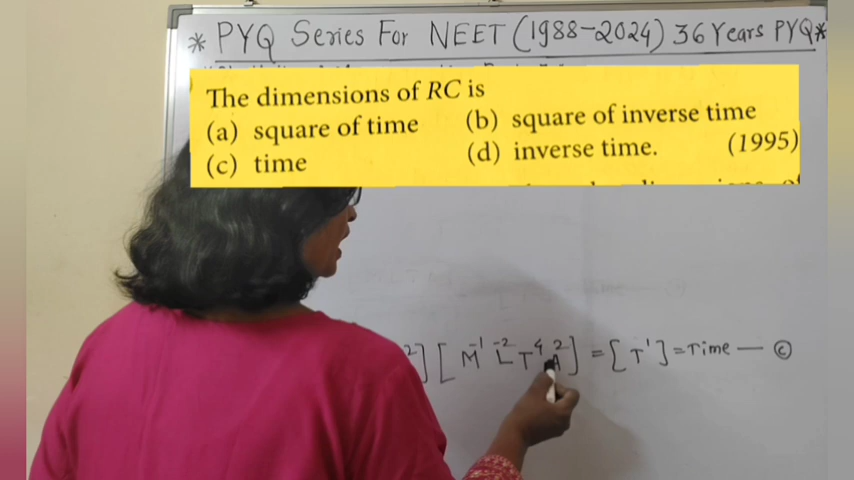 * PYQ Series For NEET (1988-2024) 36 Years PYQ*
The dimensions of RC is
(a) square of time (b) square of inverse time
(c) time (d) inverse time. (1995)
²] [M⁻¹ L⁻² T⁴ A²] = [T¹] = Time — ⓒ